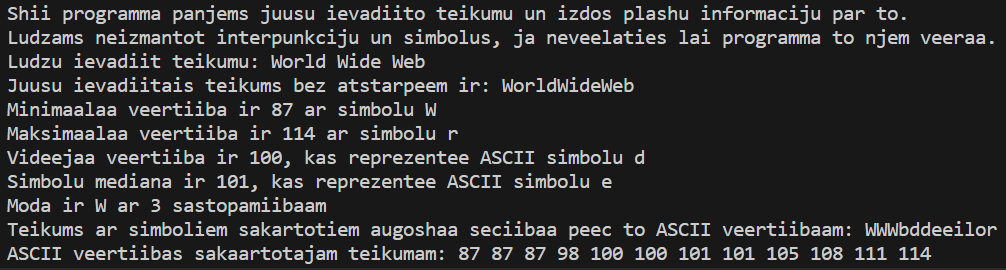 Shii programma panjems juusu ievadiito teikumu un izdos plashu informaciju par to.
Ludzams neizmantot interpunkciju un simbolus, ja neveelaties lai programma to njem veeraa.
Ludzu ievadiit teikumu: World Wide Web
Juusu ievadiitais teikums bez atstarpeem ir: WorldWideWeb
Minimaalaa veertiiba ir 87 ar simbolu W
Maksimaalaa veertiiba ir 114 ar simbolu r
Videejaa veertiiba ir 100, kas reprezentee ASCII simbolu d
Simbolu mediana ir 101, kas reprezentee ASCII simbolu e
Moda ir W ar 3 sastopamiibaam
Teikums ar simboliem sakartotiem augoshaa seciibaa peec to ASCII veertiibaam: WWWbddeeilor
ASCII veertiibas sakaartotajam teikumam: 87 87 87 98 100 100 101 101 105 108 111 114